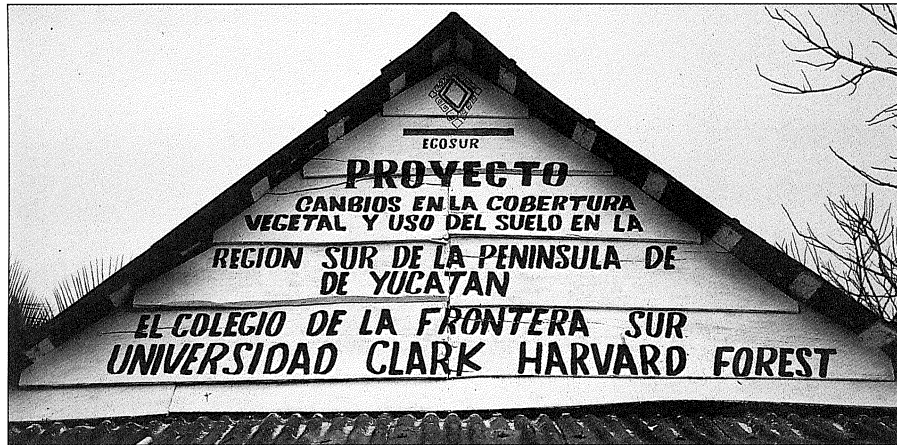 ECOSUR
PROYECTO
CANBIOS EN LA COBERTURA
VEGETAL Y USO DEL SUELO EN LA
REGION SUR DE LA PENINSULA DE
DE YUCATAN
EL COLEGIO DE LA FRONTERA SUR
UNIVERSIDAD CLARK HARVARD FOREST